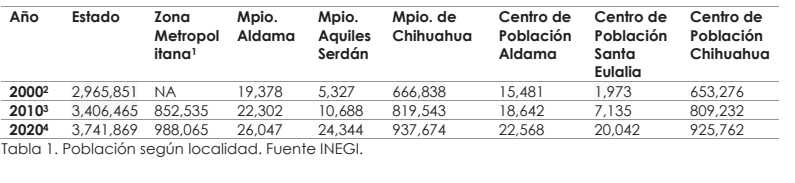 Año Estado Zona Metropolitana¹ Mpio. Aldama Mpio. Aquiles Serdán Mpio. de Chihuahua Centro de Población Aldama Centro de Población Santa Eulalia Centro de Población Chihuahua
2000² 2,965,851 NA 19,378 5,327 666,838 15,481 1,973 653,276
2010³ 3,406,465 852,535 22,302 10,688 819,543 18,642 7,135 809,232
2020⁴ 3,741,869 988,065 26,047 24,344 937,674 22,568 20,042 925,762
Tabla 1. Población según localidad. Fuente INEGI.